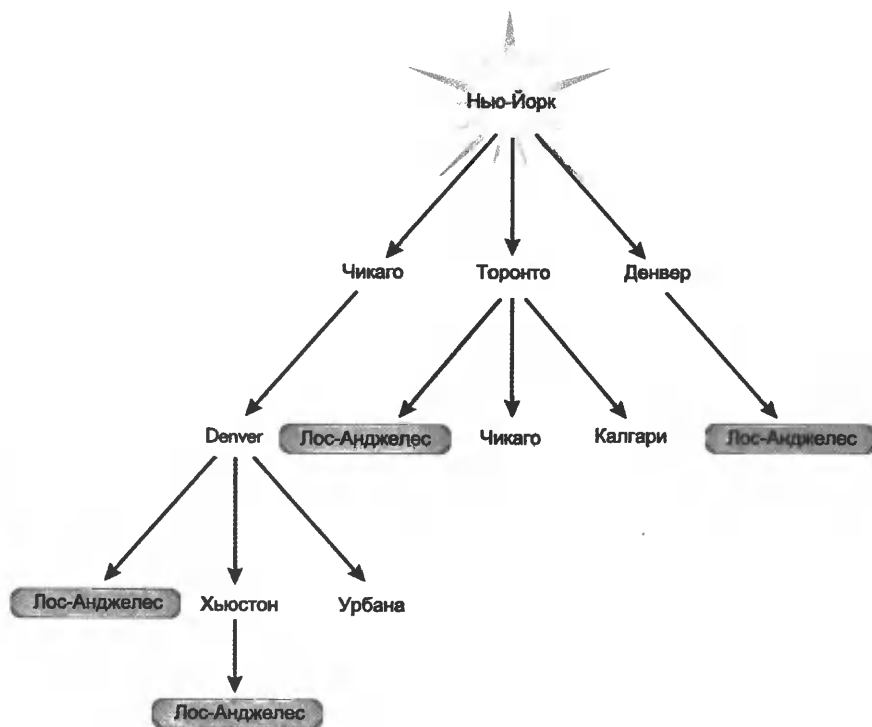 Нью-Йорк
Чикаго
Торонто
Денвер
Denver
Лос-Анджелес
Чикаго
Калгари
Лос-Анджелес
Лос-Анджелес
Хьюстон
Урбана
Лос-Анджелес